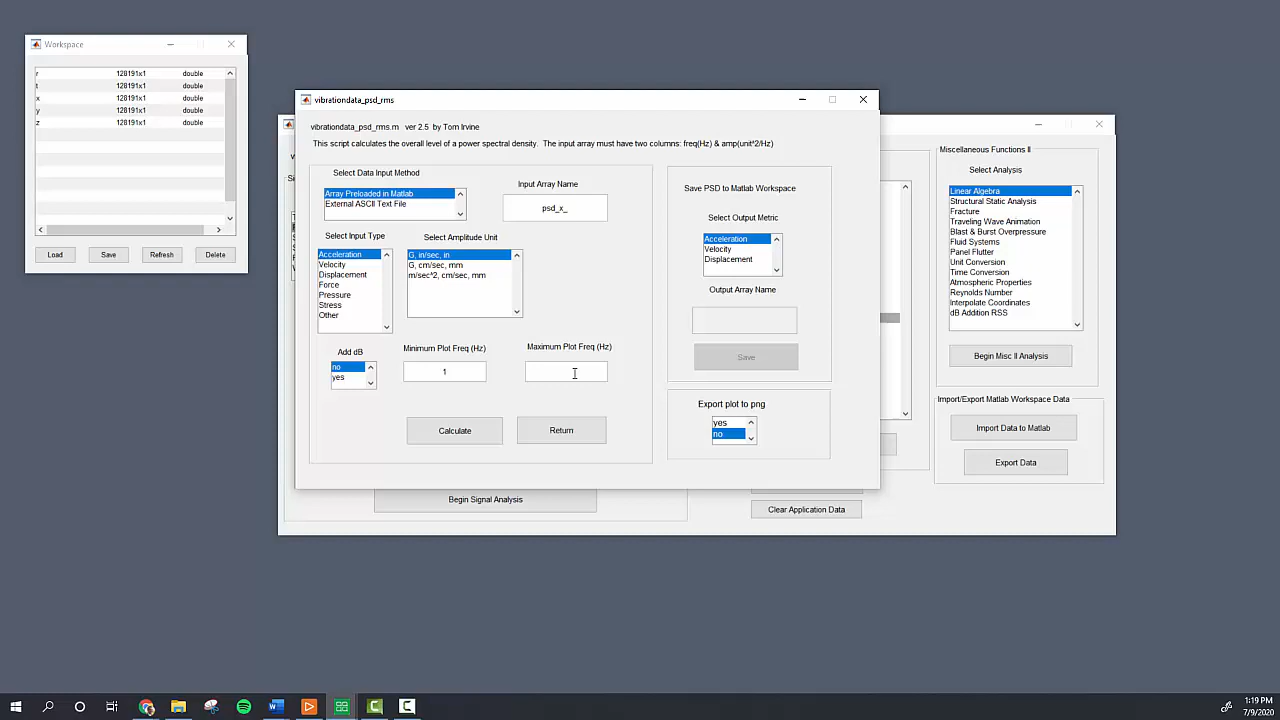 Workspace
r 128191x1 double
t 128191x1 double
x 128191x1 double
y 128191x1 double
z 128191x1 double
Load Save Refresh Delete
vibrationdata_psd_rms
vibrationdata_psd_rms.m ver 2.5 by Tom Irvine
This script calculates the overall level of a power spectral density. The input array must have two columns: freq(Hz) & amp(unit^2/Hz)
Select Data Input Method
Array Preloaded in Matlab
External ASCII Text File
Input Array Name
psd_x_
Select Input Type
Acceleration
Velocity
Displacement
Force
Pressure
Stress
Other
Select Amplitude Unit
G, in/sec, in
G, cm/sec, mm
m/sec^2, cm/sec, mm
Add dB
no
yes
Minimum Plot Freq (Hz)
1
Maximum Plot Freq (Hz)
Calculate
Return
Save PSD to Matlab Workspace
Select Output Metric
Acceleration
Velocity
Displacement
Output Array Name
Save
Export plot to png
yes
no
Miscellaneous Functions II
Select Analysis
Linear Algebra
Structural Static Analysis
Fracture
Traveling Wave Animation
Blast & Burst Overpressure
Fluid Systems
Panel Flutter
Unit Conversion
Time Conversion
Atmospheric Properties
Reynolds Number
Interpolate Coordinates
dB Addition RSS
Begin Misc II Analysis
Import/Export Matlab Workspace Data
Import Data to Matlab
Export Data
Begin Signal Analysis
Clear Application Data
1:19 PM
7/9/2020